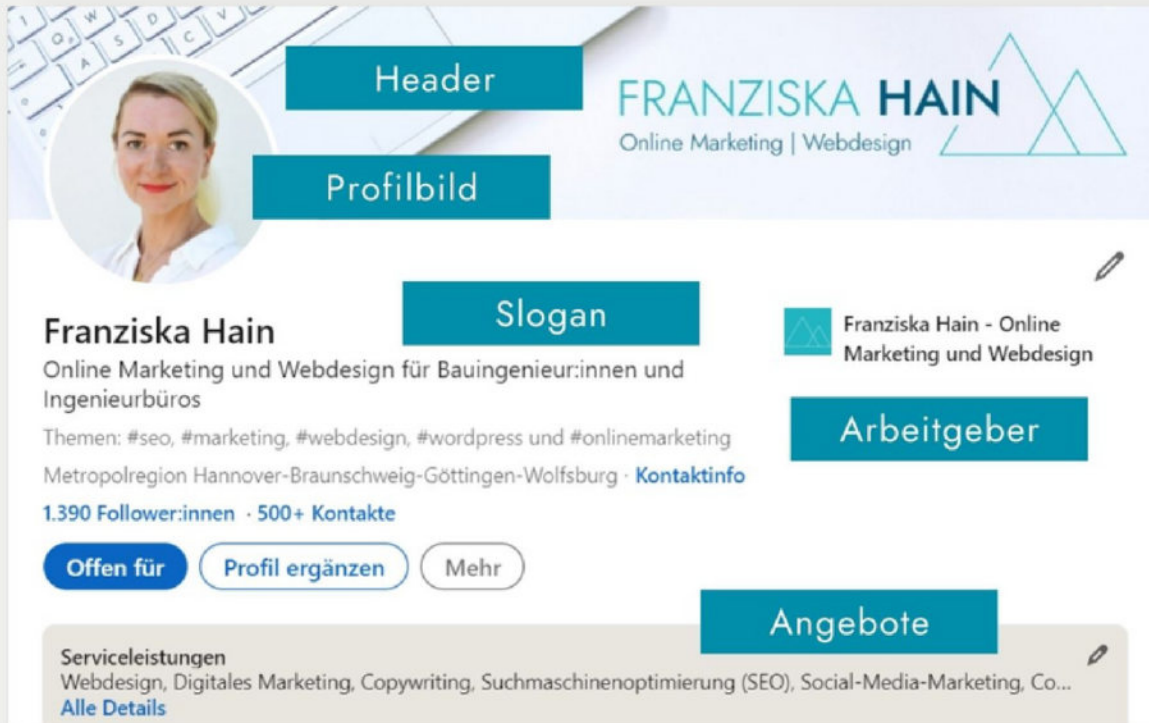 Header
FRANZISKA HAIN
Online Marketing | Webdesign
Profilbild
Slogan
Franziska Hain
Online Marketing und Webdesign für Bauingenieur:innen und
Ingenieurbüros
Franziska Hain - Online
Marketing und Webdesign
Arbeitgeber
Themen: #seo, #marketing, #webdesign, #wordpress und #onlinemarketing
Metropolregion Hannover-Braunschweig-Göttingen-Wolfsburg · Kontaktinfo
1.390 Follower:innen · 500+ Kontakte
Offen für
Profil ergänzen
Mehr
Angebote
Serviceleistungen
Webdesign, Digitales Marketing, Copywriting, Suchmaschinenoptimierung (SEO), Social-Media-Marketing, Co...
Alle Details